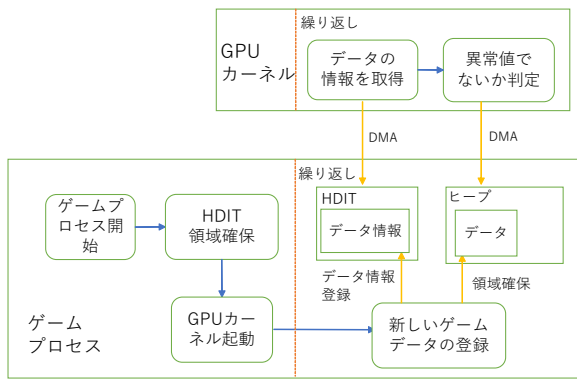 繰り返し
GPU
カーネル
データの
情報を取得
異常値で
ないか判定
DMA
DMA
繰り返し
HDIT
データ情報
ヒープ
データ
ゲームプ
ロセス開
始
HDIT
領域確保
データ情報
登録
領域確保
GPUカー
ネル起動
新しいゲーム
データの登録
ゲーム
プロセス